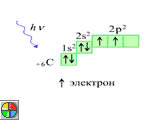 hν
2p²
2s²
1s²
+6C
↑ электрон